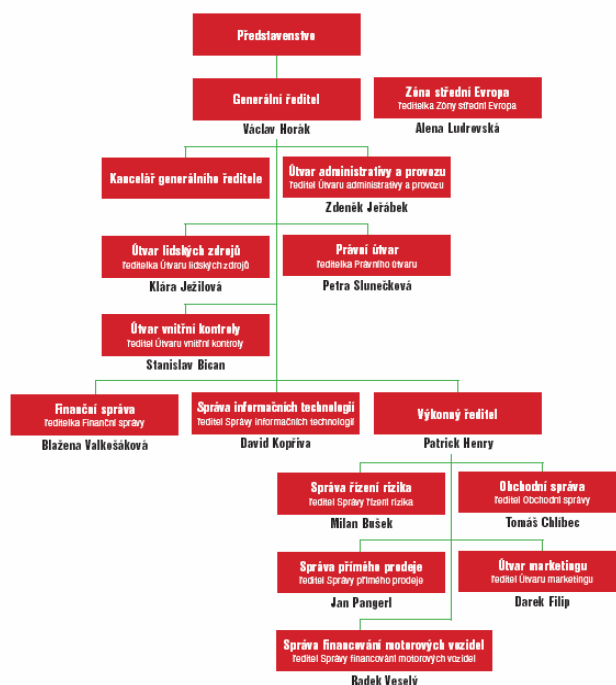 Představenstvo
Generální ředitel
Václav Horák
Zóna střední Evropa
ředitelka Zóny střední Evropa
Alena Ludrovská
Kancelář generálního ředitele
Útvar administrativy a provozu
ředitel Útvaru administrativy a provozu
Zdeněk Jeřábek
Útvar lidských zdrojů
ředitelka Útvaru lidských zdrojů
Klára Ježilová
Právní útvar
ředitelka Právního útvaru
Petra Slunečková
Útvar vnitřní kontroly
ředitel Útvaru vnitřní kontroly
Stanislav Bican
Finanční správa
ředitelka Finanční správy
Blažena Valkošáková
Správa informačních technologií
ředitel Správy informačních technologií
David Kopřiva
Výkonný ředitel
Patrick Henry
Správa řízení rizika
ředitel Správy řízení rizika
Milan Bušek
Obchodní správa
ředitel Obchodní správy
Tomáš Chlíbec
Správa přímého prodeje
ředitel Správy přímého prodeje
Jan Pangerl
Útvar marketingu
ředitel Útvaru marketingu
Darek Filip
Správa financování motorových vozidel
ředitel Správy financování motorových vozidel
Radek Veselý